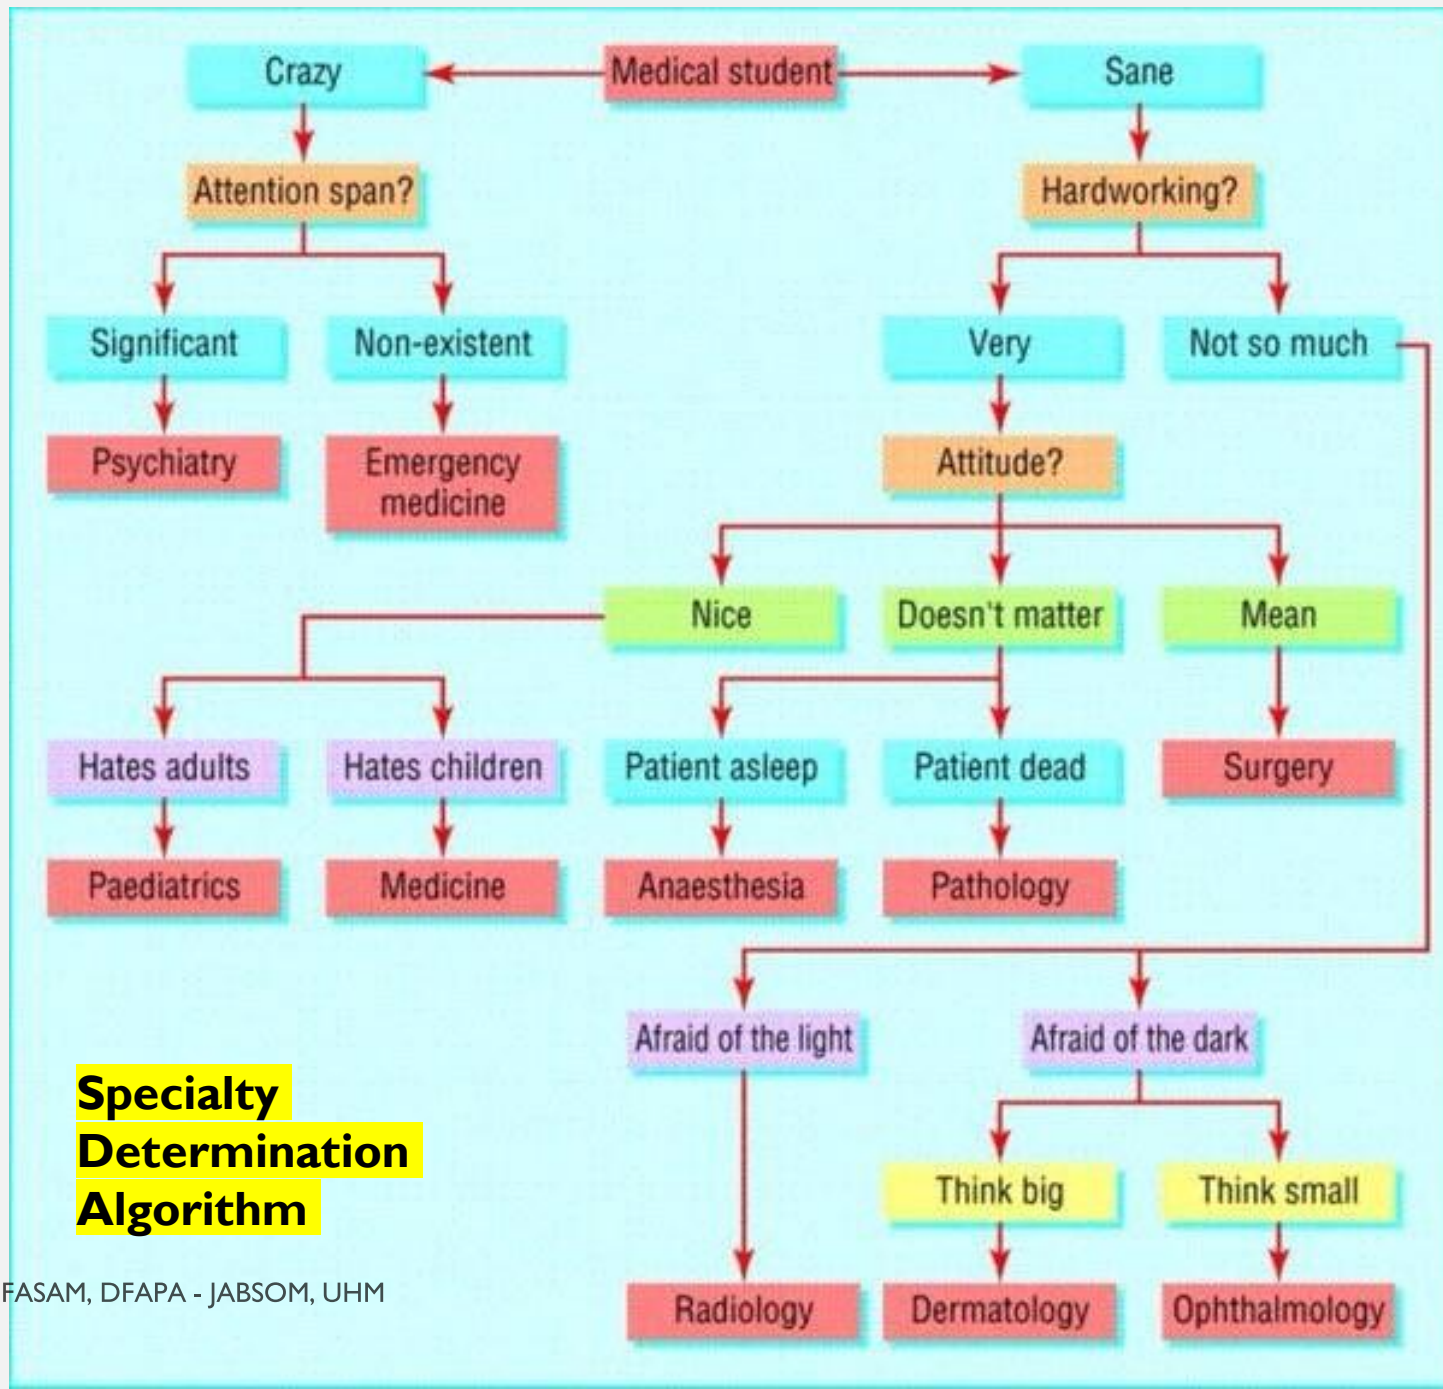 Crazy
Medical student
Sane
Attention span?
Hardworking?
Significant
Non-existent
Very
Not so much
Psychiatry
Emergency
medicine
Attitude?
Nice
Doesn't matter
Mean
Hates adults
Hates children
Patient asleep
Patient dead
Surgery
Paediatrics
Medicine
Anaesthesia
Pathology
Afraid of the light
Afraid of the dark
Specialty
Determination
Algorithm
Think big
Think small
FASAM, DFAPA - JABSOM, UHM
Radiology
Dermatology
Ophthalmology